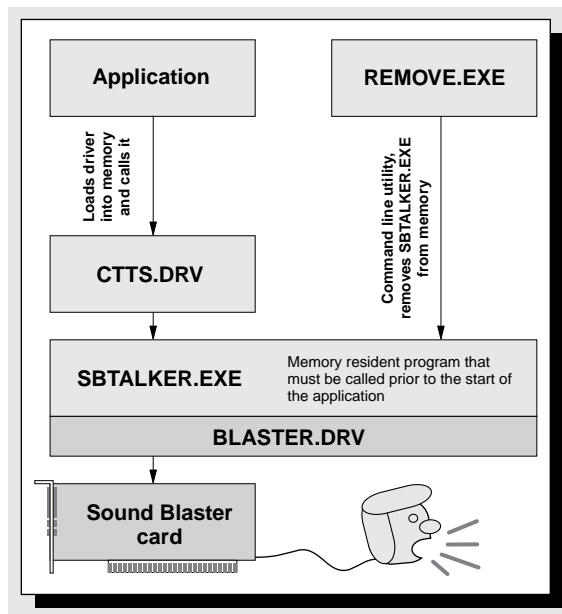 Application
REMOVE.EXE
Loads driver
into memory
and calls it
Command line utility,
removes SBTALKER.EXE
from memory
CTTS.DRV
SBTALKER.EXE
Memory resident program that
must be called prior to the start of
the application
BLASTER.DRV
Sound Blaster
card